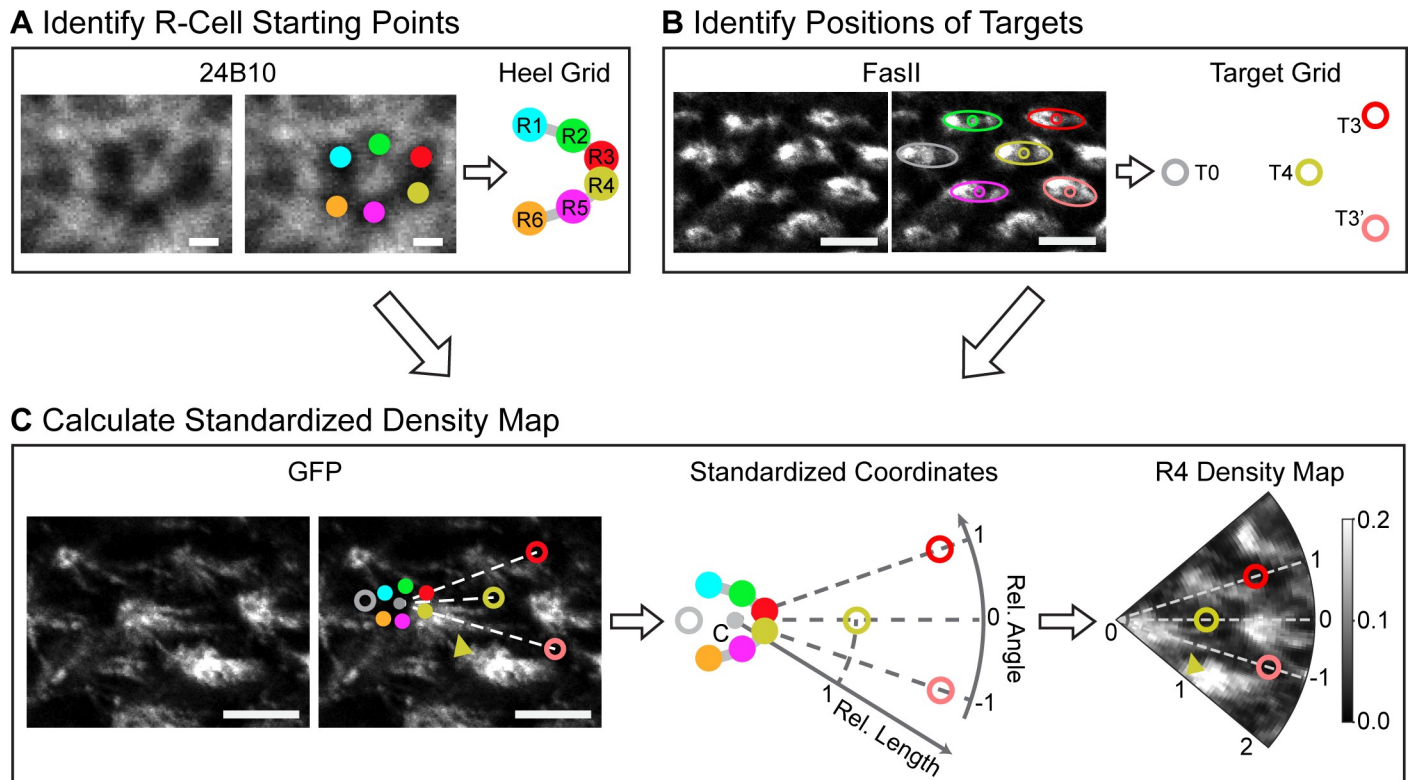 A Identify R-Cell Starting Points
24B10
Heel Grid
R1
R2
R3
R4
R5
R6
B Identify Positions of Targets
FasII
Target Grid
T3
T0
T4
T3'
C Calculate Standardized Density Map
GFP
Standardized Coordinates
R4 Density Map
C
1
0
-1
Rel. Angle
1
Rel. Length
0
1
2
1
0
-1
0.2
0.1
0.0